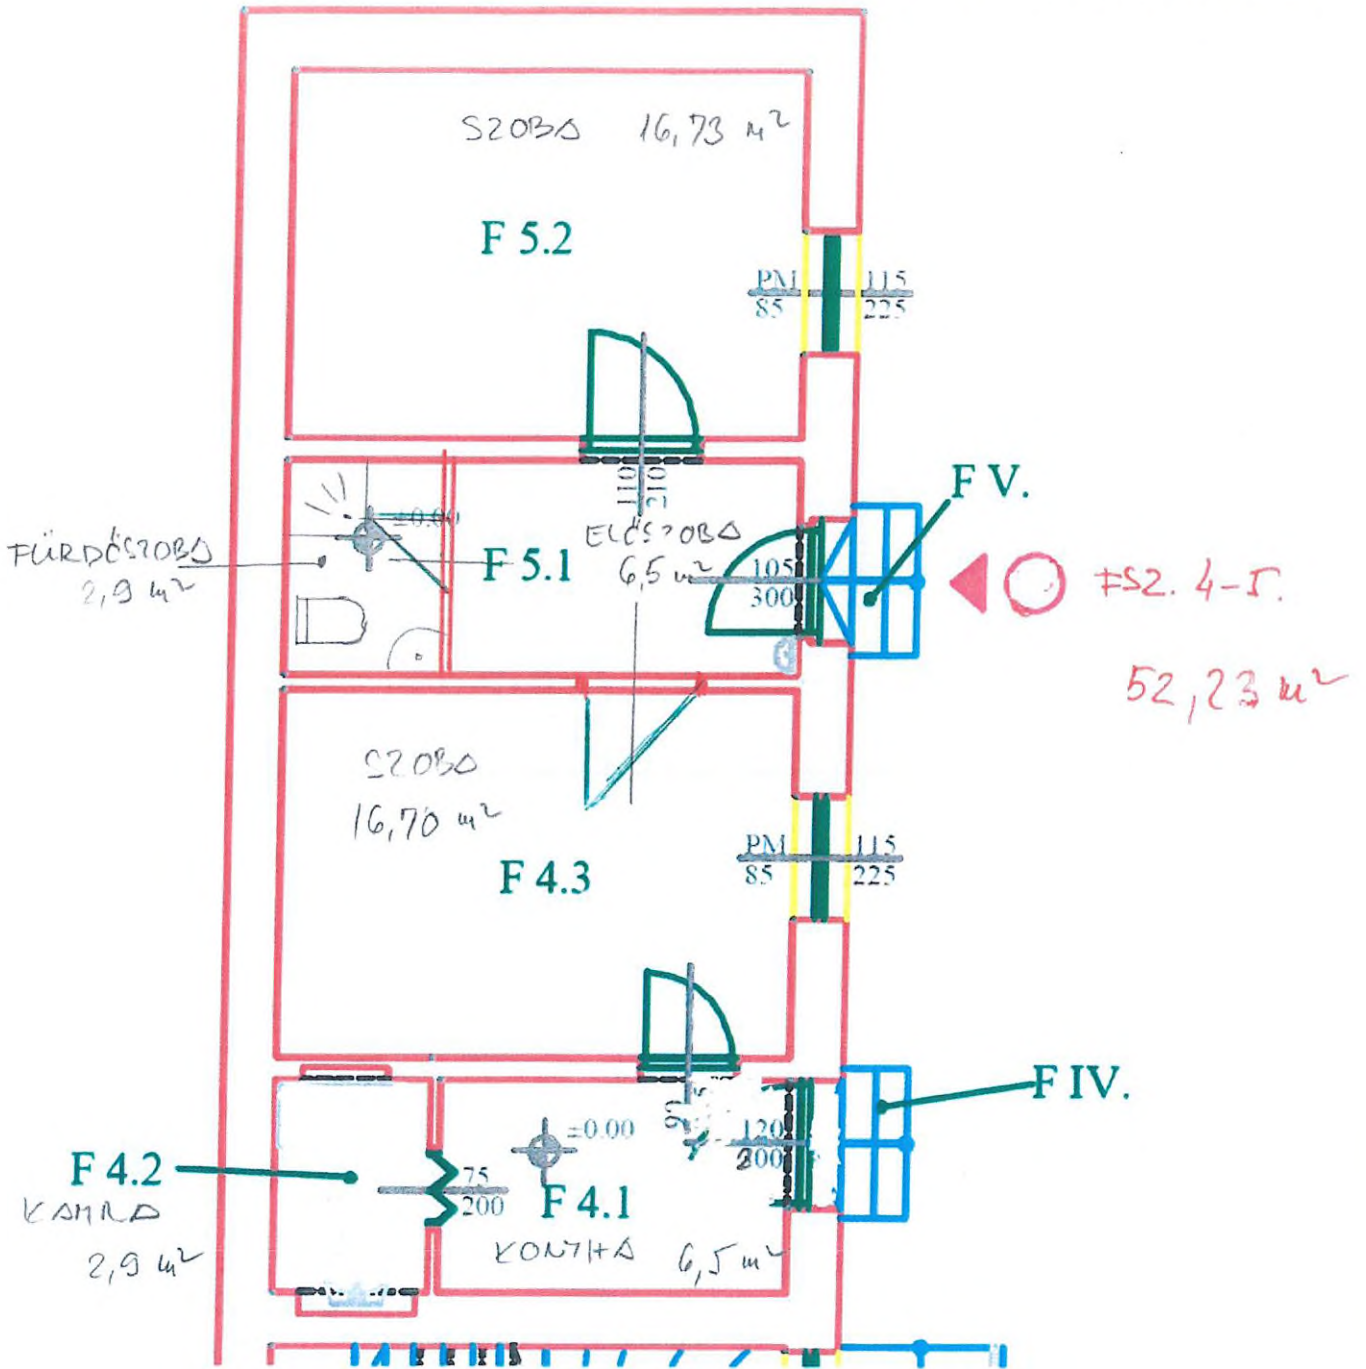 SZOBA 16,73 m²
F 5.2
PM 115
85 225
110
210
F V.
±0.00
FÜRDŐSZOBA
2,9 m²
F 5.1
ELŐSZOBA
6,5 m²
105
300
FSZ. 4-5.
52,23 m²
SZOBA
16,70 m²
F 4.3
PM 115
85 225
F IV.
±0.00
120
200
F 4.2
KAMRA
2,9 m²
75
200
F 4.1
KONYHA 6,5 m²